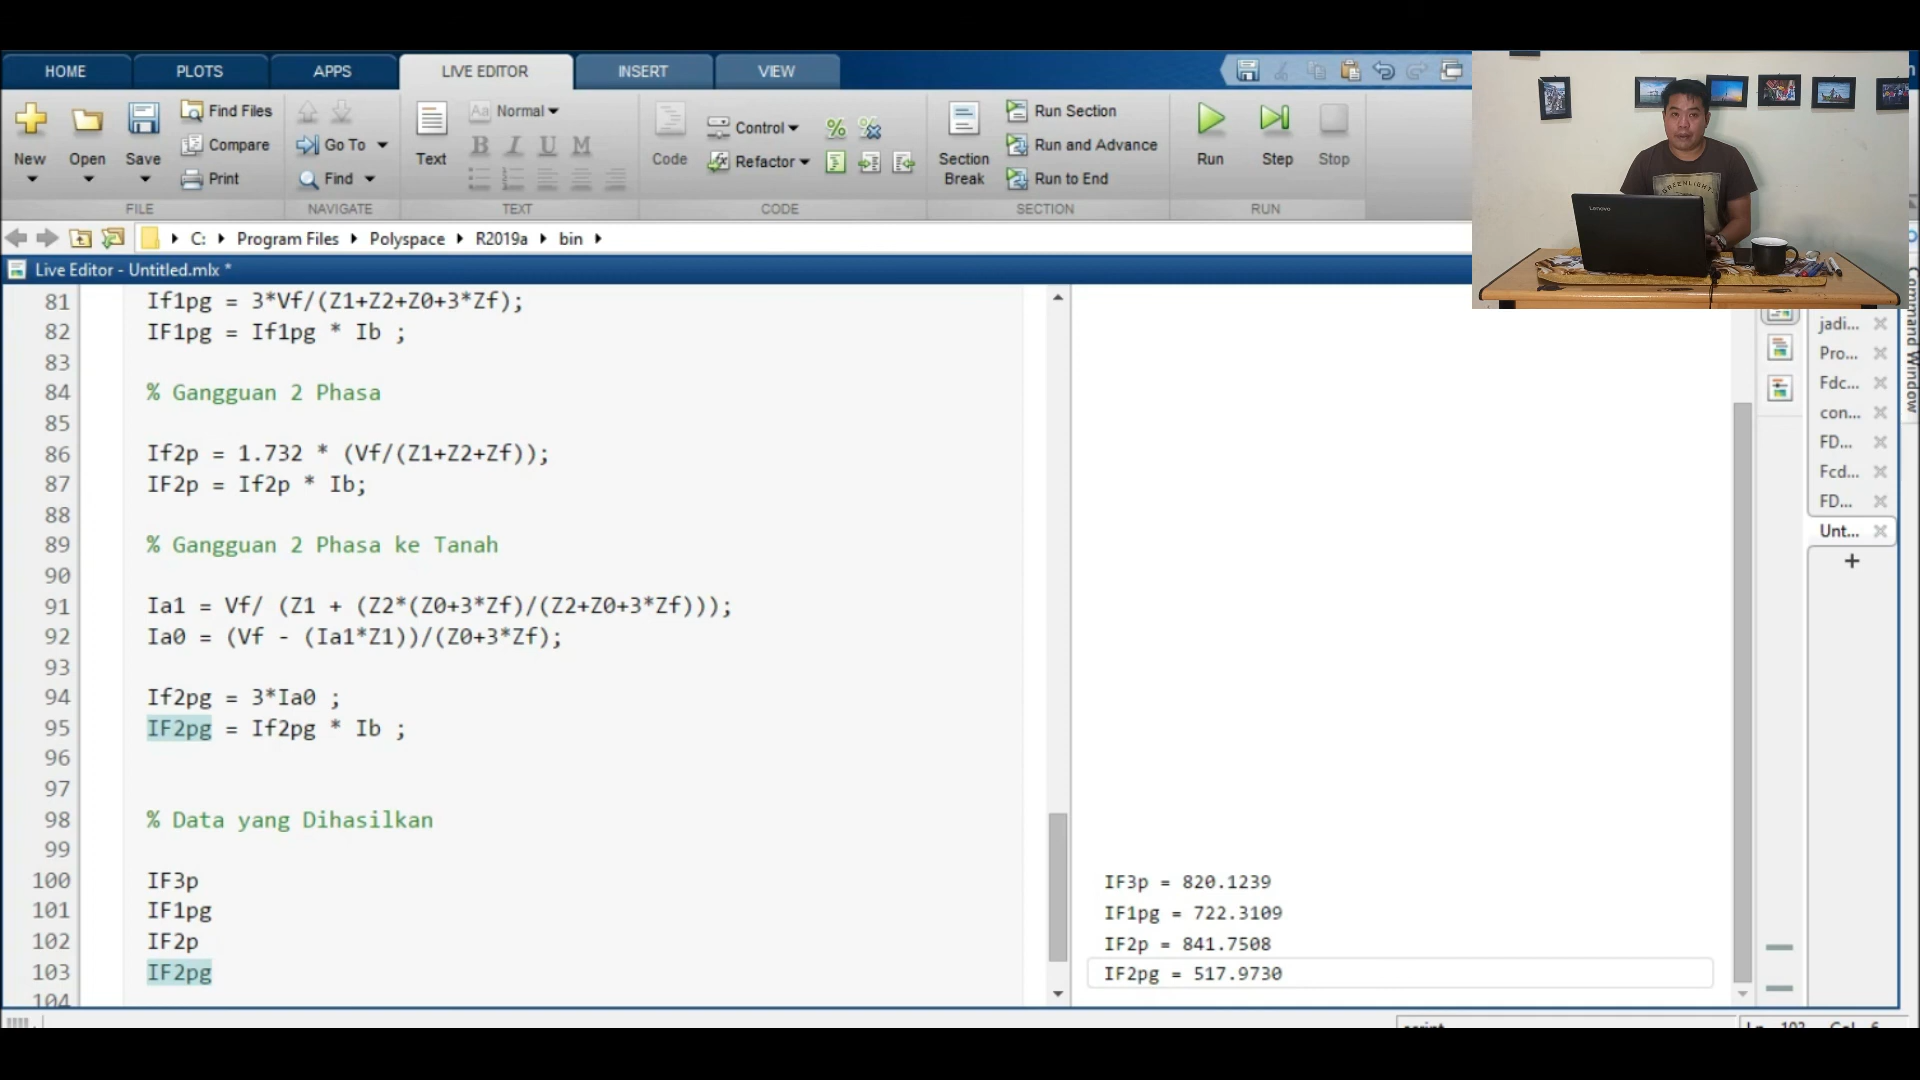 HOME PLOTS APPS LIVE EDITOR INSERT VIEW
New
Open
Save
Find Files
Compare
Print
FILE
Go To
Find
NAVIGATE
Text
Aa Normal
B I U M
TEXT
Code
Control
Refactor
CODE
Section
Break
Run Section
Run and Advance
Run to End
SECTION
Run
Step
Stop
RUN
C: Program Files Polyspace R2019a bin
Live Editor - Untitled.mlx *
81 If1pg = 3*Vf/(Z1+Z2+Z0+3*Zf);
82 IF1pg = If1pg * Ib ;
83
84 % Gangguan 2 Phasa
85
86 If2p = 1.732 * (Vf/(Z1+Z2+Zf));
87 IF2p = If2p * Ib;
88
89 % Gangguan 2 Phasa ke Tanah
90
91 Ia1 = Vf/ (Z1 + (Z2*(Z0+3*Zf)/(Z2+Z0+3*Zf)));
92 Ia0 = (Vf - (Ia1*Z1))/(Z0+3*Zf);
93
94 If2pg = 3*Ia0 ;
95 IF2pg = If2pg * Ib ;
96
97
98 % Data yang Dihasilkan
99
100 IF3p
101 IF1pg
102 IF2p
103 IF2pg
104
IF3p = 820.1239
IF1pg = 722.3109
IF2p = 841.7508
IF2pg = 517.9730
jadi...
Pro...
Fdc...
con...
FD...
Fcd...
FD...
Unt...
Command Window
GREENLIGHT
Lenovo